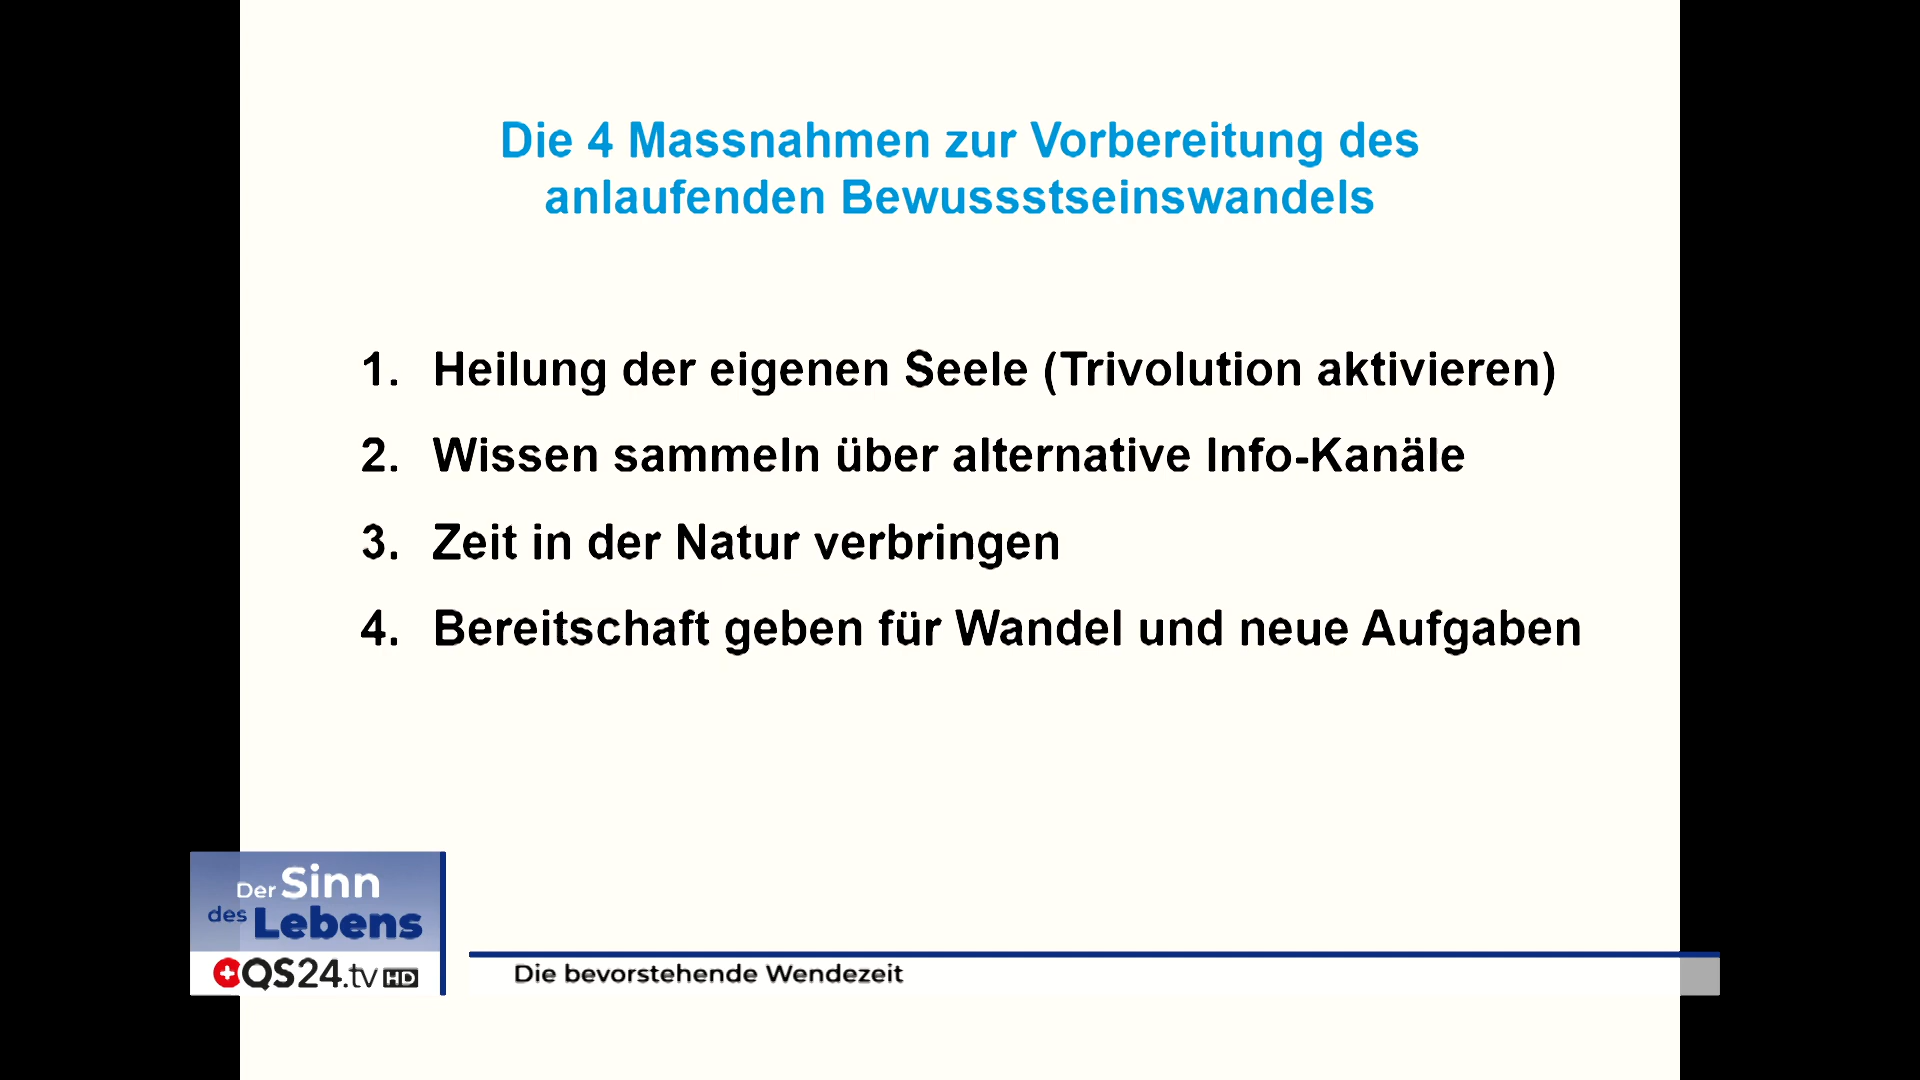 Die 4 Massnahmen zur Vorbereitung des
anlaufenden Bewussstseinswandels
1. Heilung der eigenen Seele (Trivolution aktivieren)
2. Wissen sammeln über alternative Info-Kanäle
3. Zeit in der Natur verbringen
4. Bereitschaft geben für Wandel und neue Aufgaben
Der Sinn
des Lebens
QS24.tv HD
Die bevorstehende Wendezeit